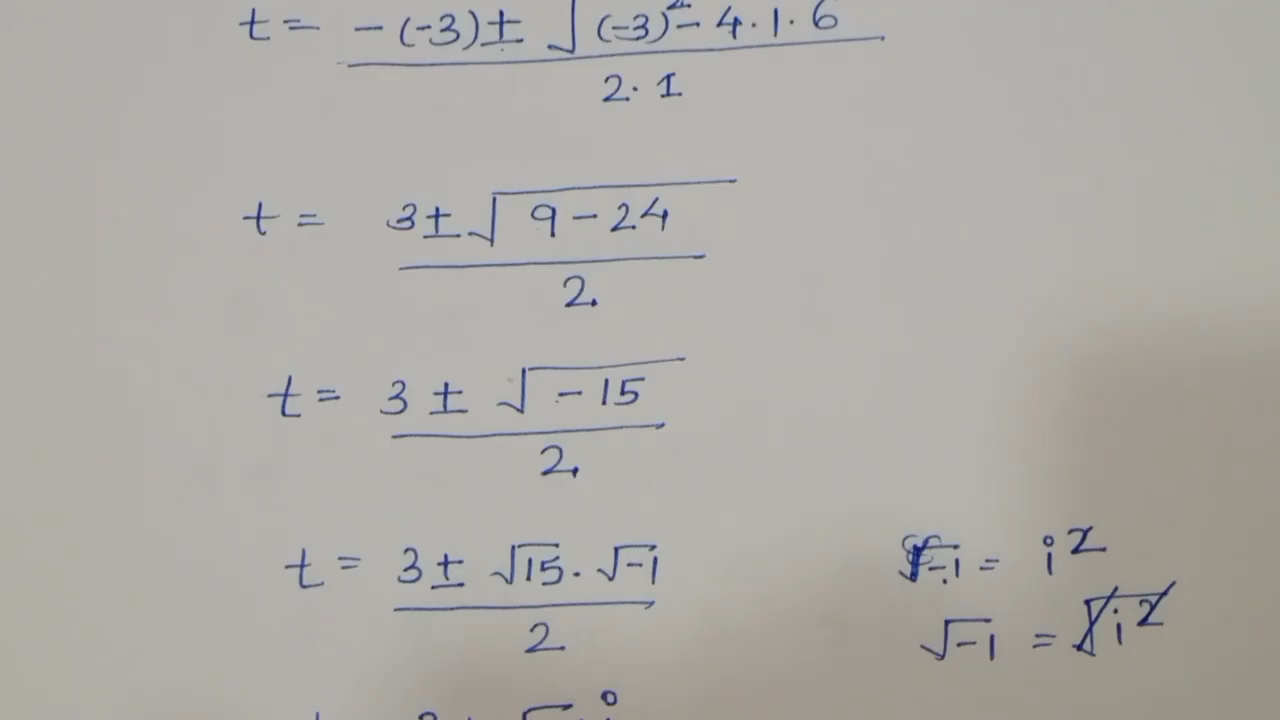 t = -(-3) ± √(-3)² - 4·1·6
2·1
t = 3 ± √9 - 24
2
t = 3 ± √-15
2
t = 3 ± √15 · √-1
2
-1 = i²
√-1 = √i²